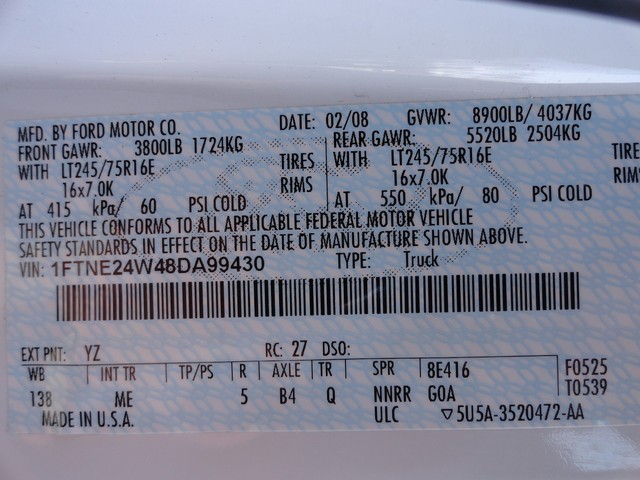 MFD. BY FORD MOTOR CO. DATE: 02/08 GVWR: 8900LB/ 4037KG
FRONT GAWR: 3800LB 1724KG REAR GAWR: 5520LB 2504KG
WITH LT245/75R16E TIRES WITH LT245/75R16E TIRE
16x7.0K RIMS 16x7.0K RIMS
AT 415 kPa/ 60 PSI COLD AT 550 kPa/ 80 PSI COLD
THIS VEHICLE CONFORMS TO ALL APPLICABLE FEDERAL MOTOR VEHICLE
SAFETY STANDARDS IN EFFECT ON THE DATE OF MANUFACTURE SHOWN ABOVE.
VIN: 1FTNE24W48DA99430 TYPE: Truck
EXT PNT: YZ RC: 27 DSO:
WB INT TR TP/PS R AXLE TR SPR 8E416 F0525
138 ME 5 B4 Q NNRR G0A T0539
MADE IN U.S.A. ULC ▽5U5A-3520472-AA